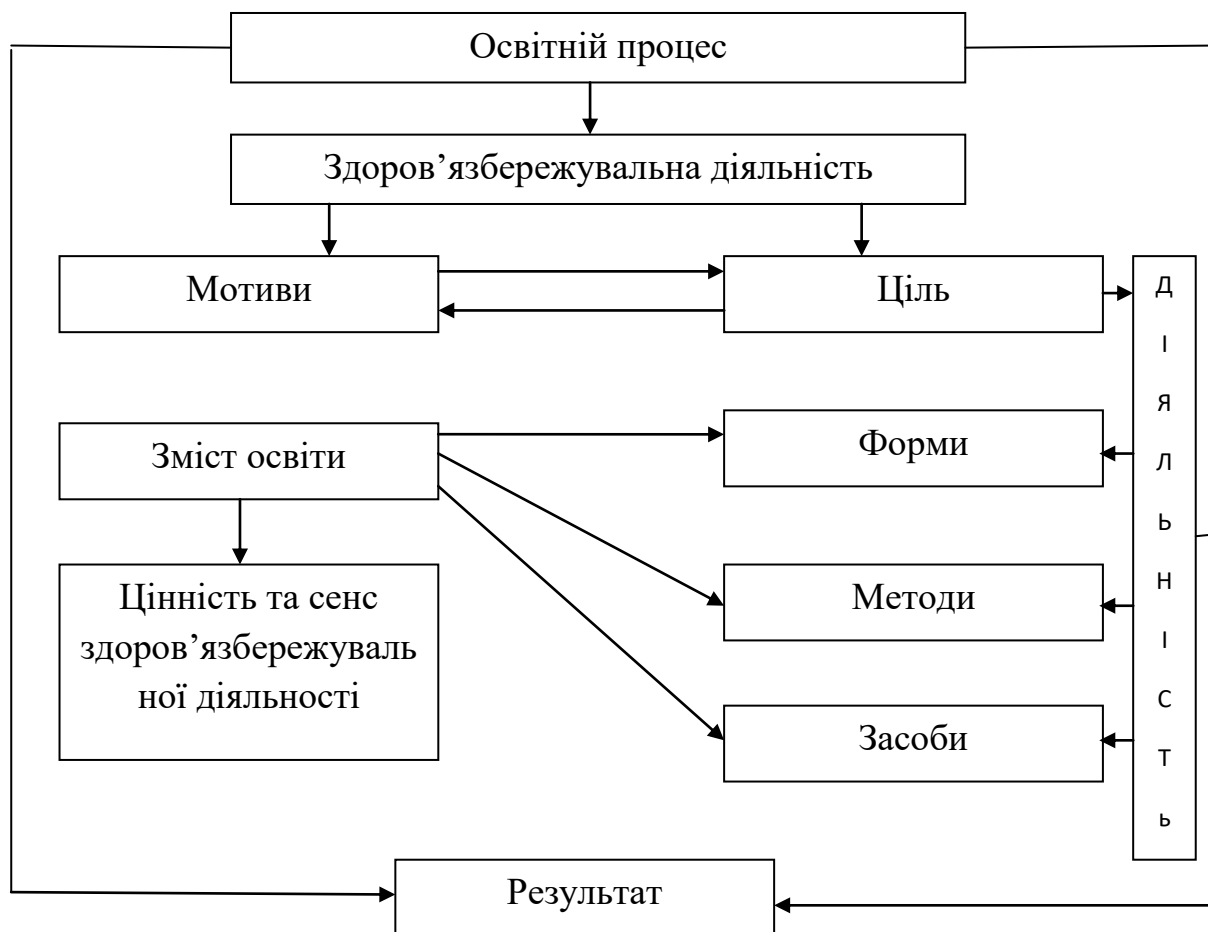 Освітній процес
Здоров’язбережувальна діяльність
Мотиви
Ціль
Зміст освіти
Форми
Цінність та сенс
здоров’язбережуваль
ної діяльності
Методи
Засоби
Д
І
Я
Л
Ь
Н
І
С
Т
ь
Результат